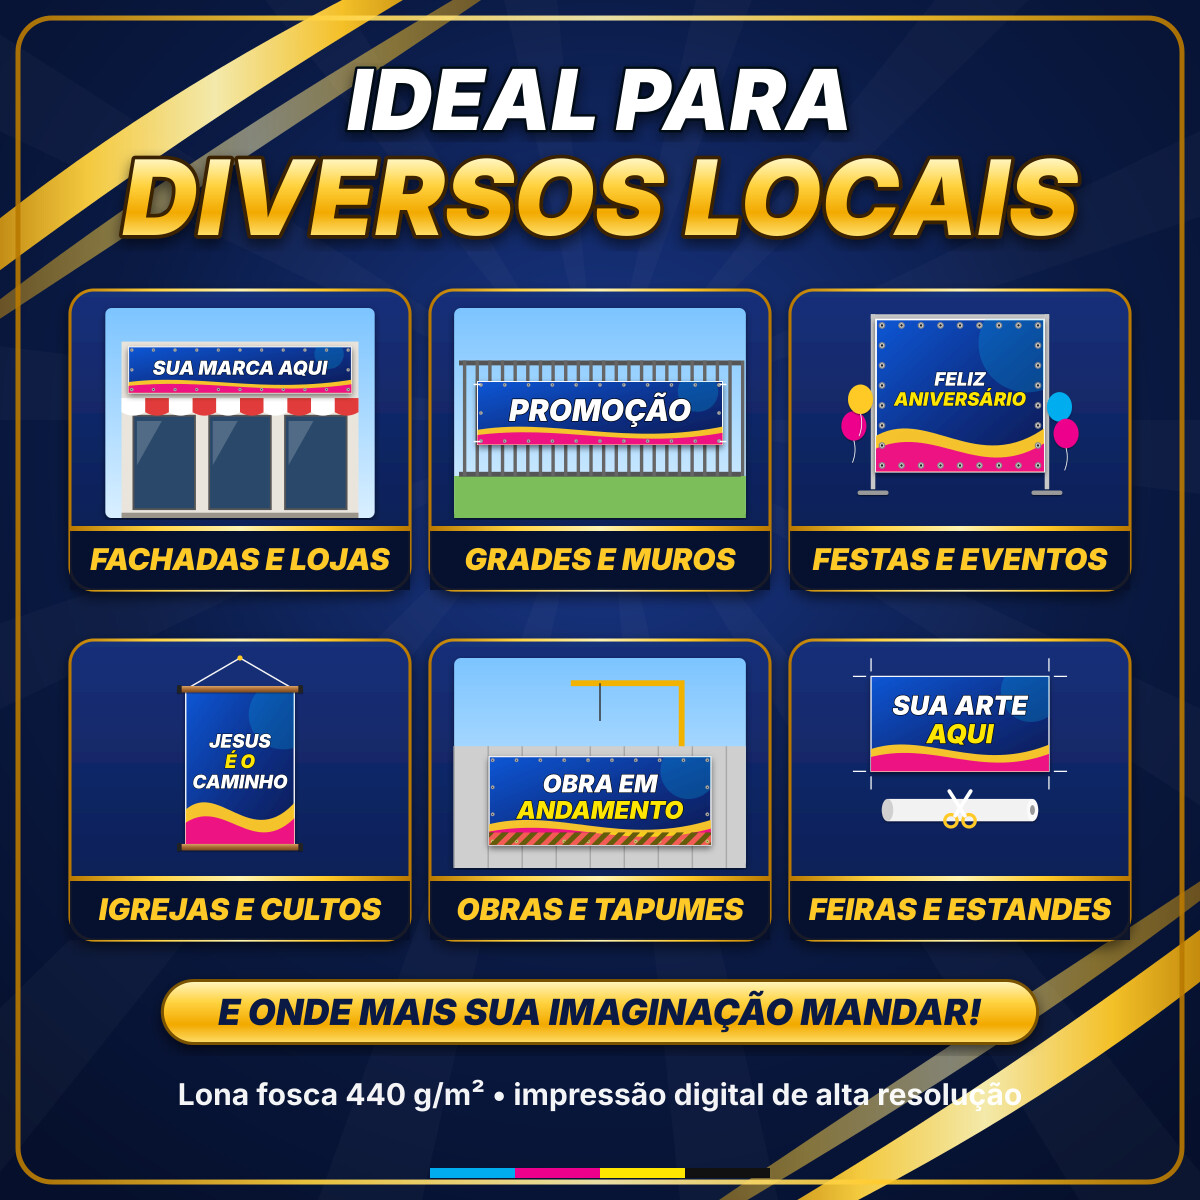 IDEAL PARA
DIVERSOS LOCAIS
SUA MARCA AQUI
FACHADAS E LOJAS
PROMOÇÃO
GRADES E MUROS
FELIZ
ANIVERSÁRIO
FESTAS E EVENTOS
JESUS
É O
CAMINHO
IGREJAS E CULTOS
OBRA EM
ANDAMENTO
OBRAS E TAPUMES
SUA ARTE
AQUI
FEIRAS E ESTANDES
E ONDE MAIS SUA IMAGINAÇÃO MANDAR!
Lona fosca 440 g/m² • impressão digital de alta resolução